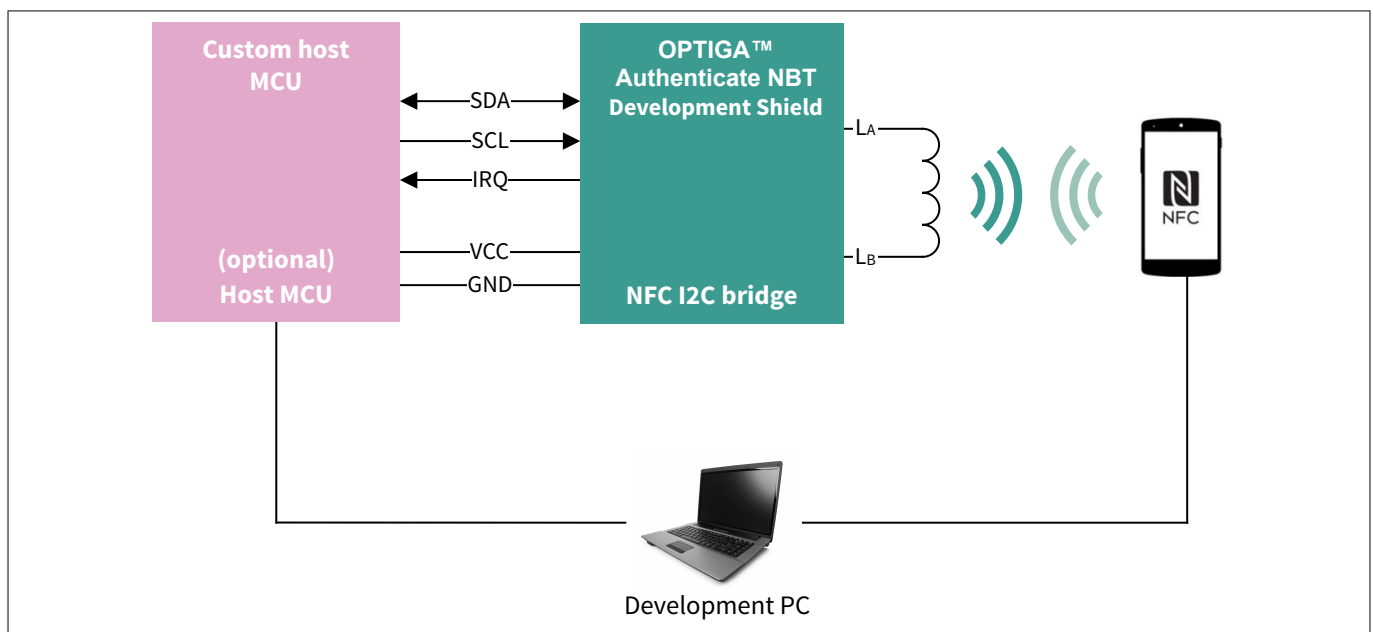 Custom host
MCU
(optional)
Host MCU
SDA
SCL
IRQ
VCC
GND
OPTIGA™
Authenticate NBT
Development Shield
NFC I2C bridge
LA
LB
NFC
Development PC